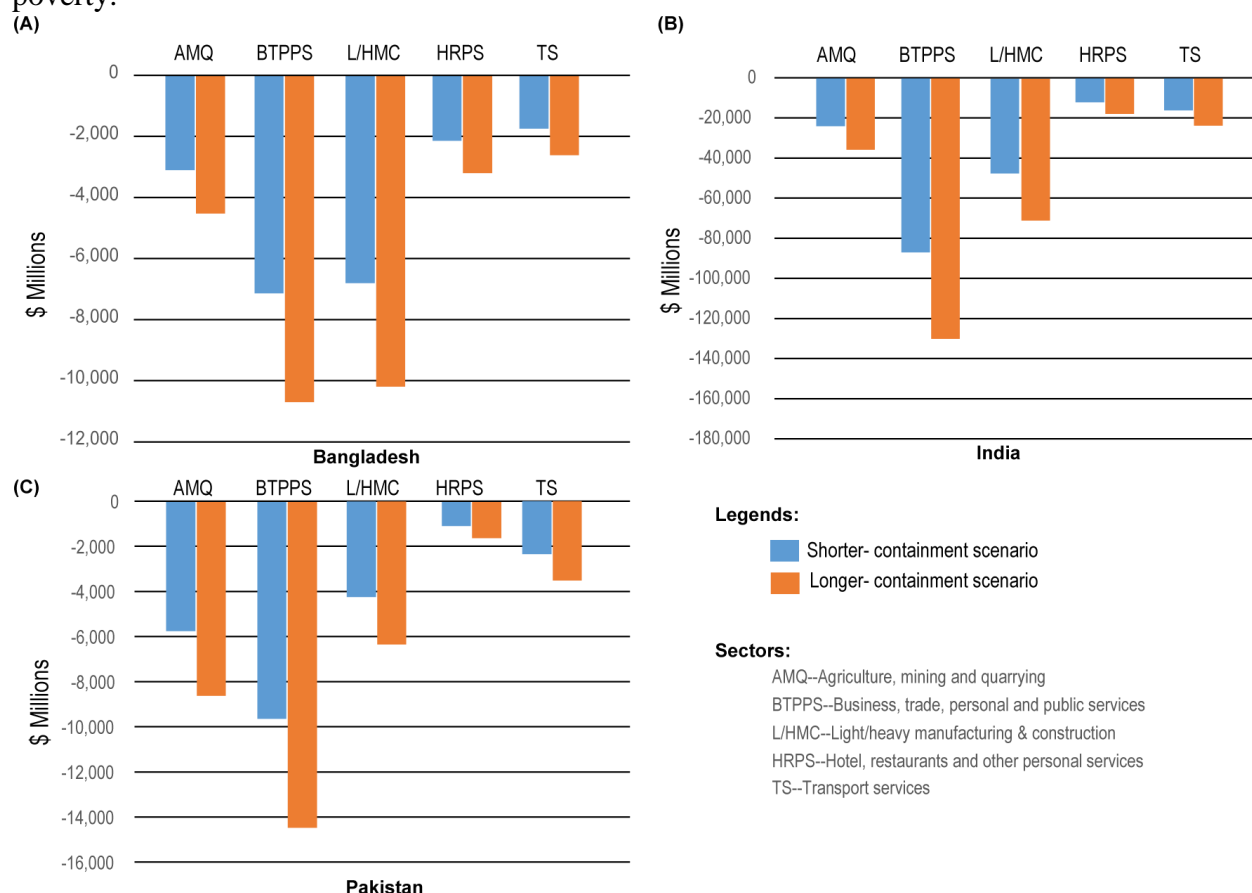 poverty.
(A)
AMQ BTPPS L/HMC HRPS TS
0
-2,000
-4,000
-6,000
-8,000
-10,000
-12,000
$ Millions
Bangladesh
(B)
AMQ BTPPS L/HMC HRPS TS
0
-20,000
-40,000
-60,000
-80,000
-100,000
-120,000
-140,000
-160,000
-180,000
$ Millions
India
(C)
AMQ BTPPS L/HMC HRPS TS
0
-2,000
-4,000
-6,000
-8,000
-10,000
-12,000
-14,000
-16,000
$ Millions
Pakistan
Legends:
Shorter- containment scenario
Longer- containment scenario
Sectors:
AMQ--Agriculture, mining and quarrying
BTPPS--Business, trade, personal and public services
L/HMC--Light/heavy manufacturing & construction
HRPS--Hotel, restaurants and other personal services
TS--Transport services